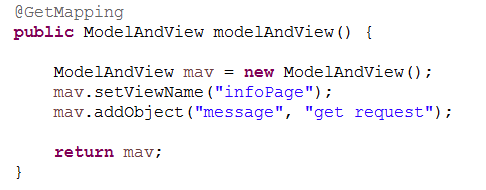 @GetMapping
public ModelAndView modelAndView() {
ModelAndView mav = new ModelAndView();
mav.setViewName("infoPage");
mav.addObject("message", "get request");
return mav;
}